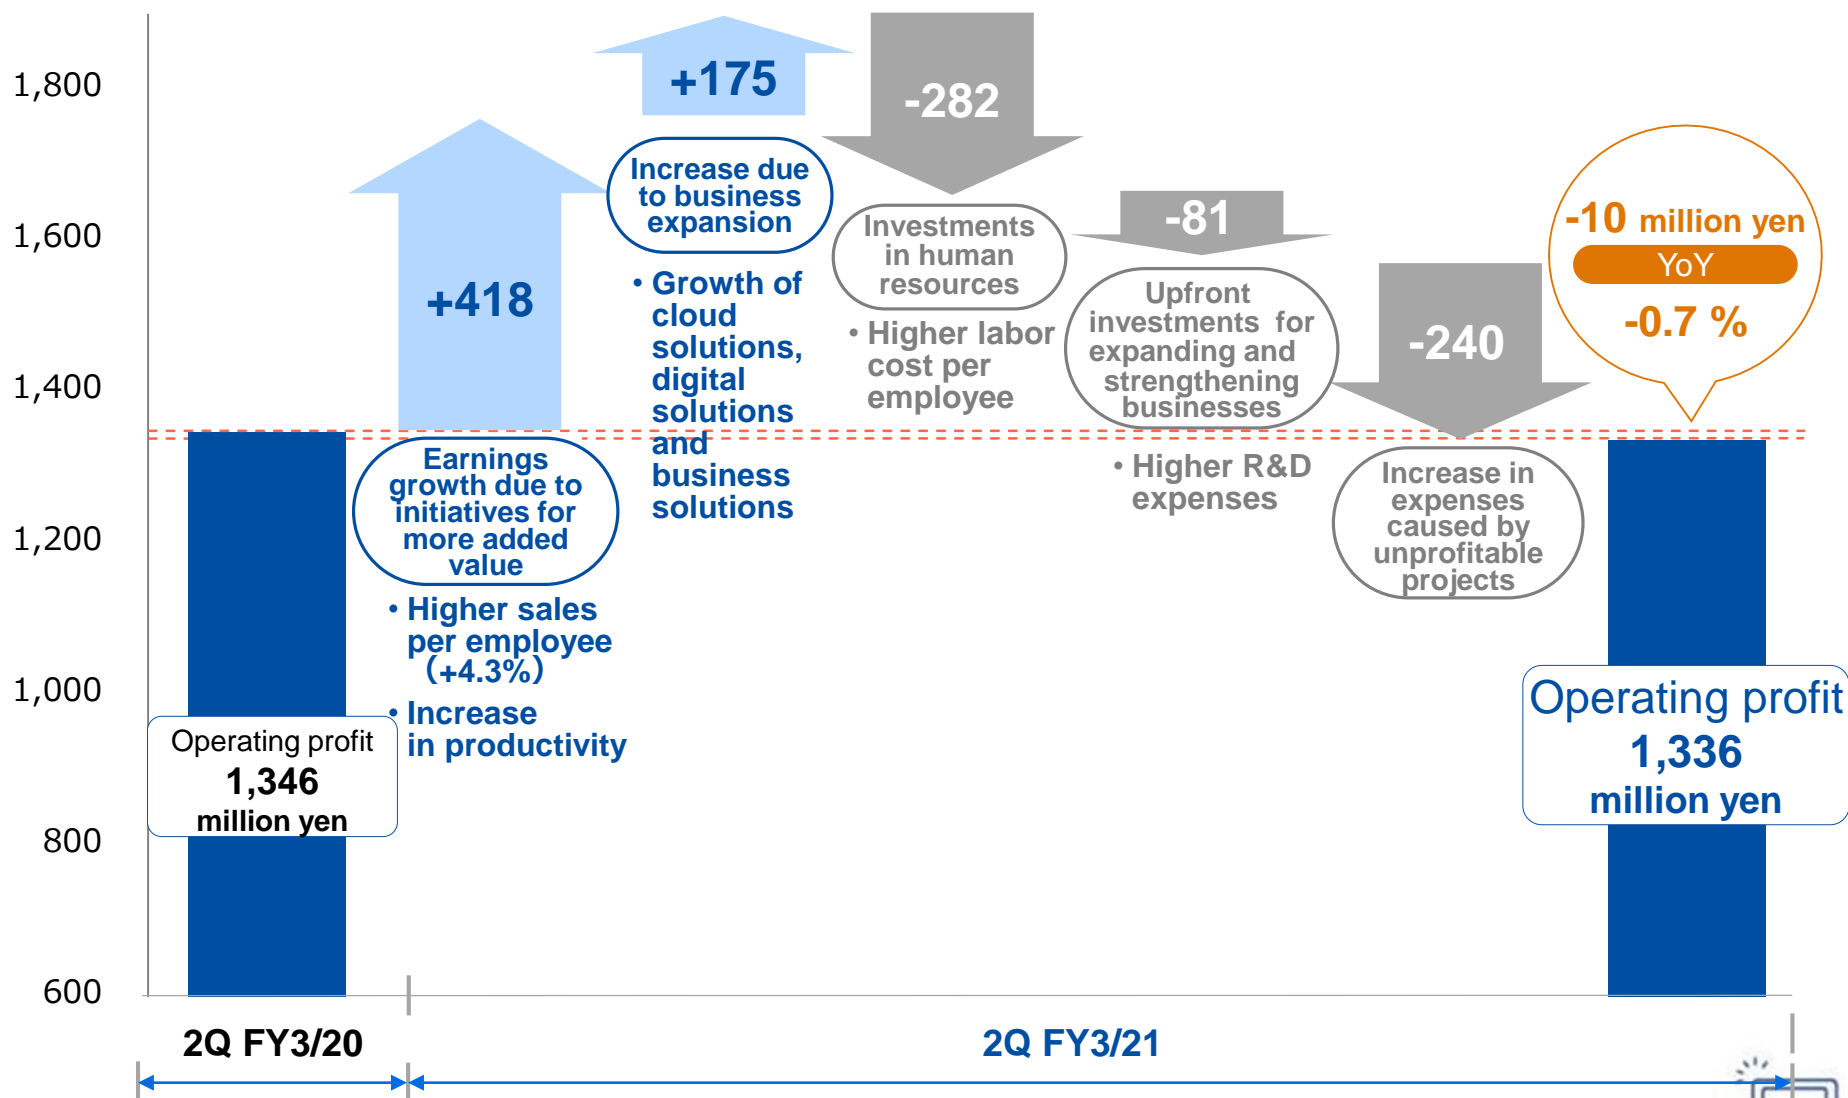 1,800
1,600
1,400
1,200
1,000
800
600
Operating profit
1,346
million yen
+418
Earnings
growth due to
initiatives for
more added
value
• Higher sales
per employee
（+4.3%）
• Increase
in productivity
+175
Increase due
to business
expansion
• Growth of
cloud
solutions,
digital
solutions
and
business
solutions
-282
Investments
in human
resources
• Higher labor
cost per
employee
-81
Upfront
investments for
expanding and
strengthening
businesses
• Higher R&D
expenses
-240
Increase in
expenses
caused by
unprofitable
projects
-10 million yen
YoY
-0.7 %
Operating profit
1,336
million yen
2Q FY3/20
2Q FY3/21